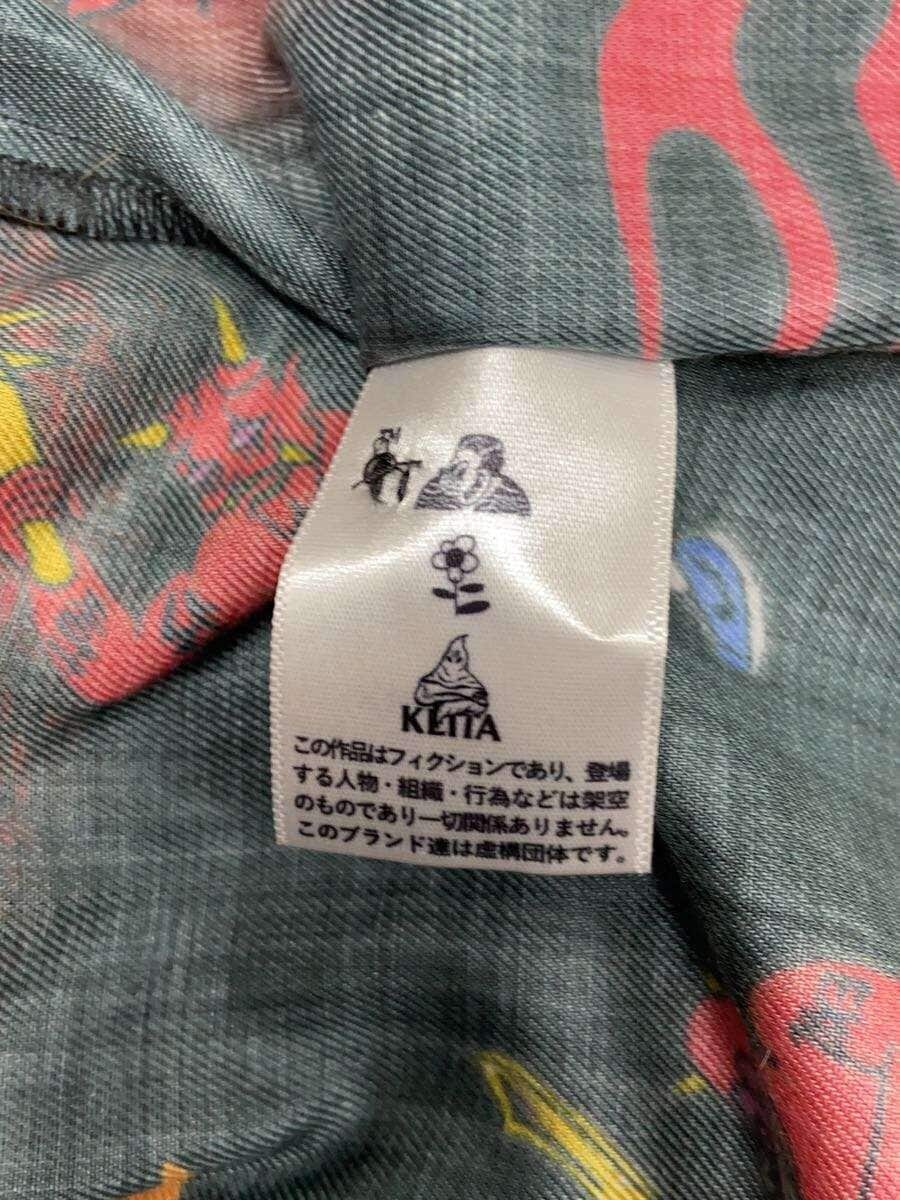 KEITA
この作品はフィクションであり、登場
する人物・組織・行為などは架空
のものであり一切関係ありません。
このブランド達は虚構団体です。